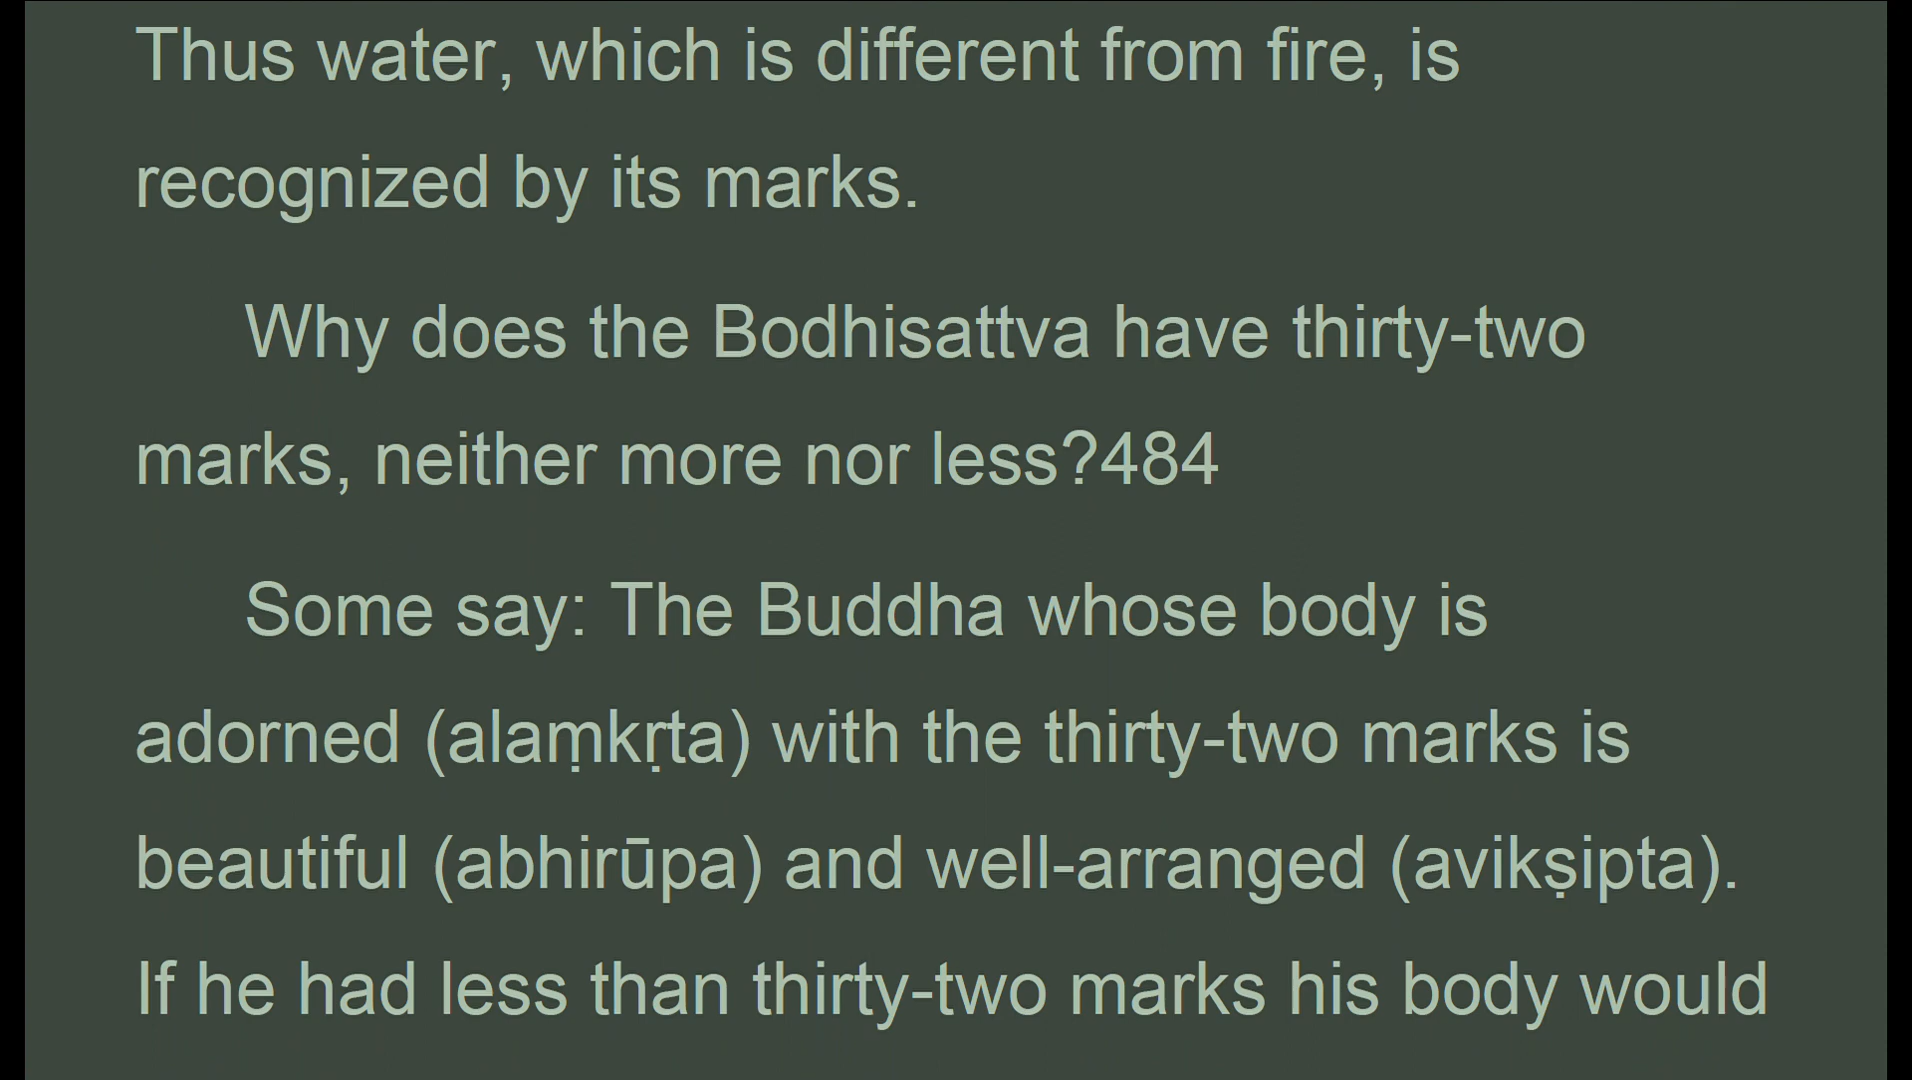 Thus water, which is different from fire, is
recognized by its marks.
Why does the Bodhisattva have thirty-two
marks, neither more nor less?484
Some say: The Buddha whose body is
adorned (alaṃkṛta) with the thirty-two marks is
beautiful (abhirūpa) and well-arranged (avikṣipta).
If he had less than thirty-two marks his body would